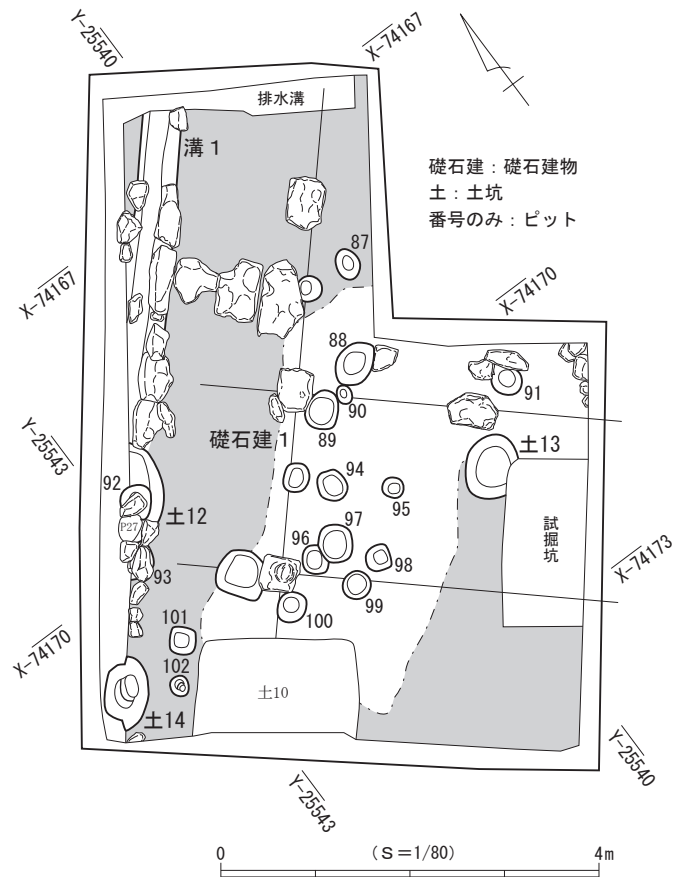 Y-25540
X-74167
排水溝
溝１
礎石建：礎石建物
土：土坑
番号のみ：ピット
87
X-74167
X-74170
88
91
90
89
礎石建１
Y-25543
土13
92
94
95
土12
P27
97
96
試掘坑
98
93
99
X-74173
100
101
X-74170
102
土10
土14
Y-25540
Y-25543
0
（Ｓ＝1/80）
4m